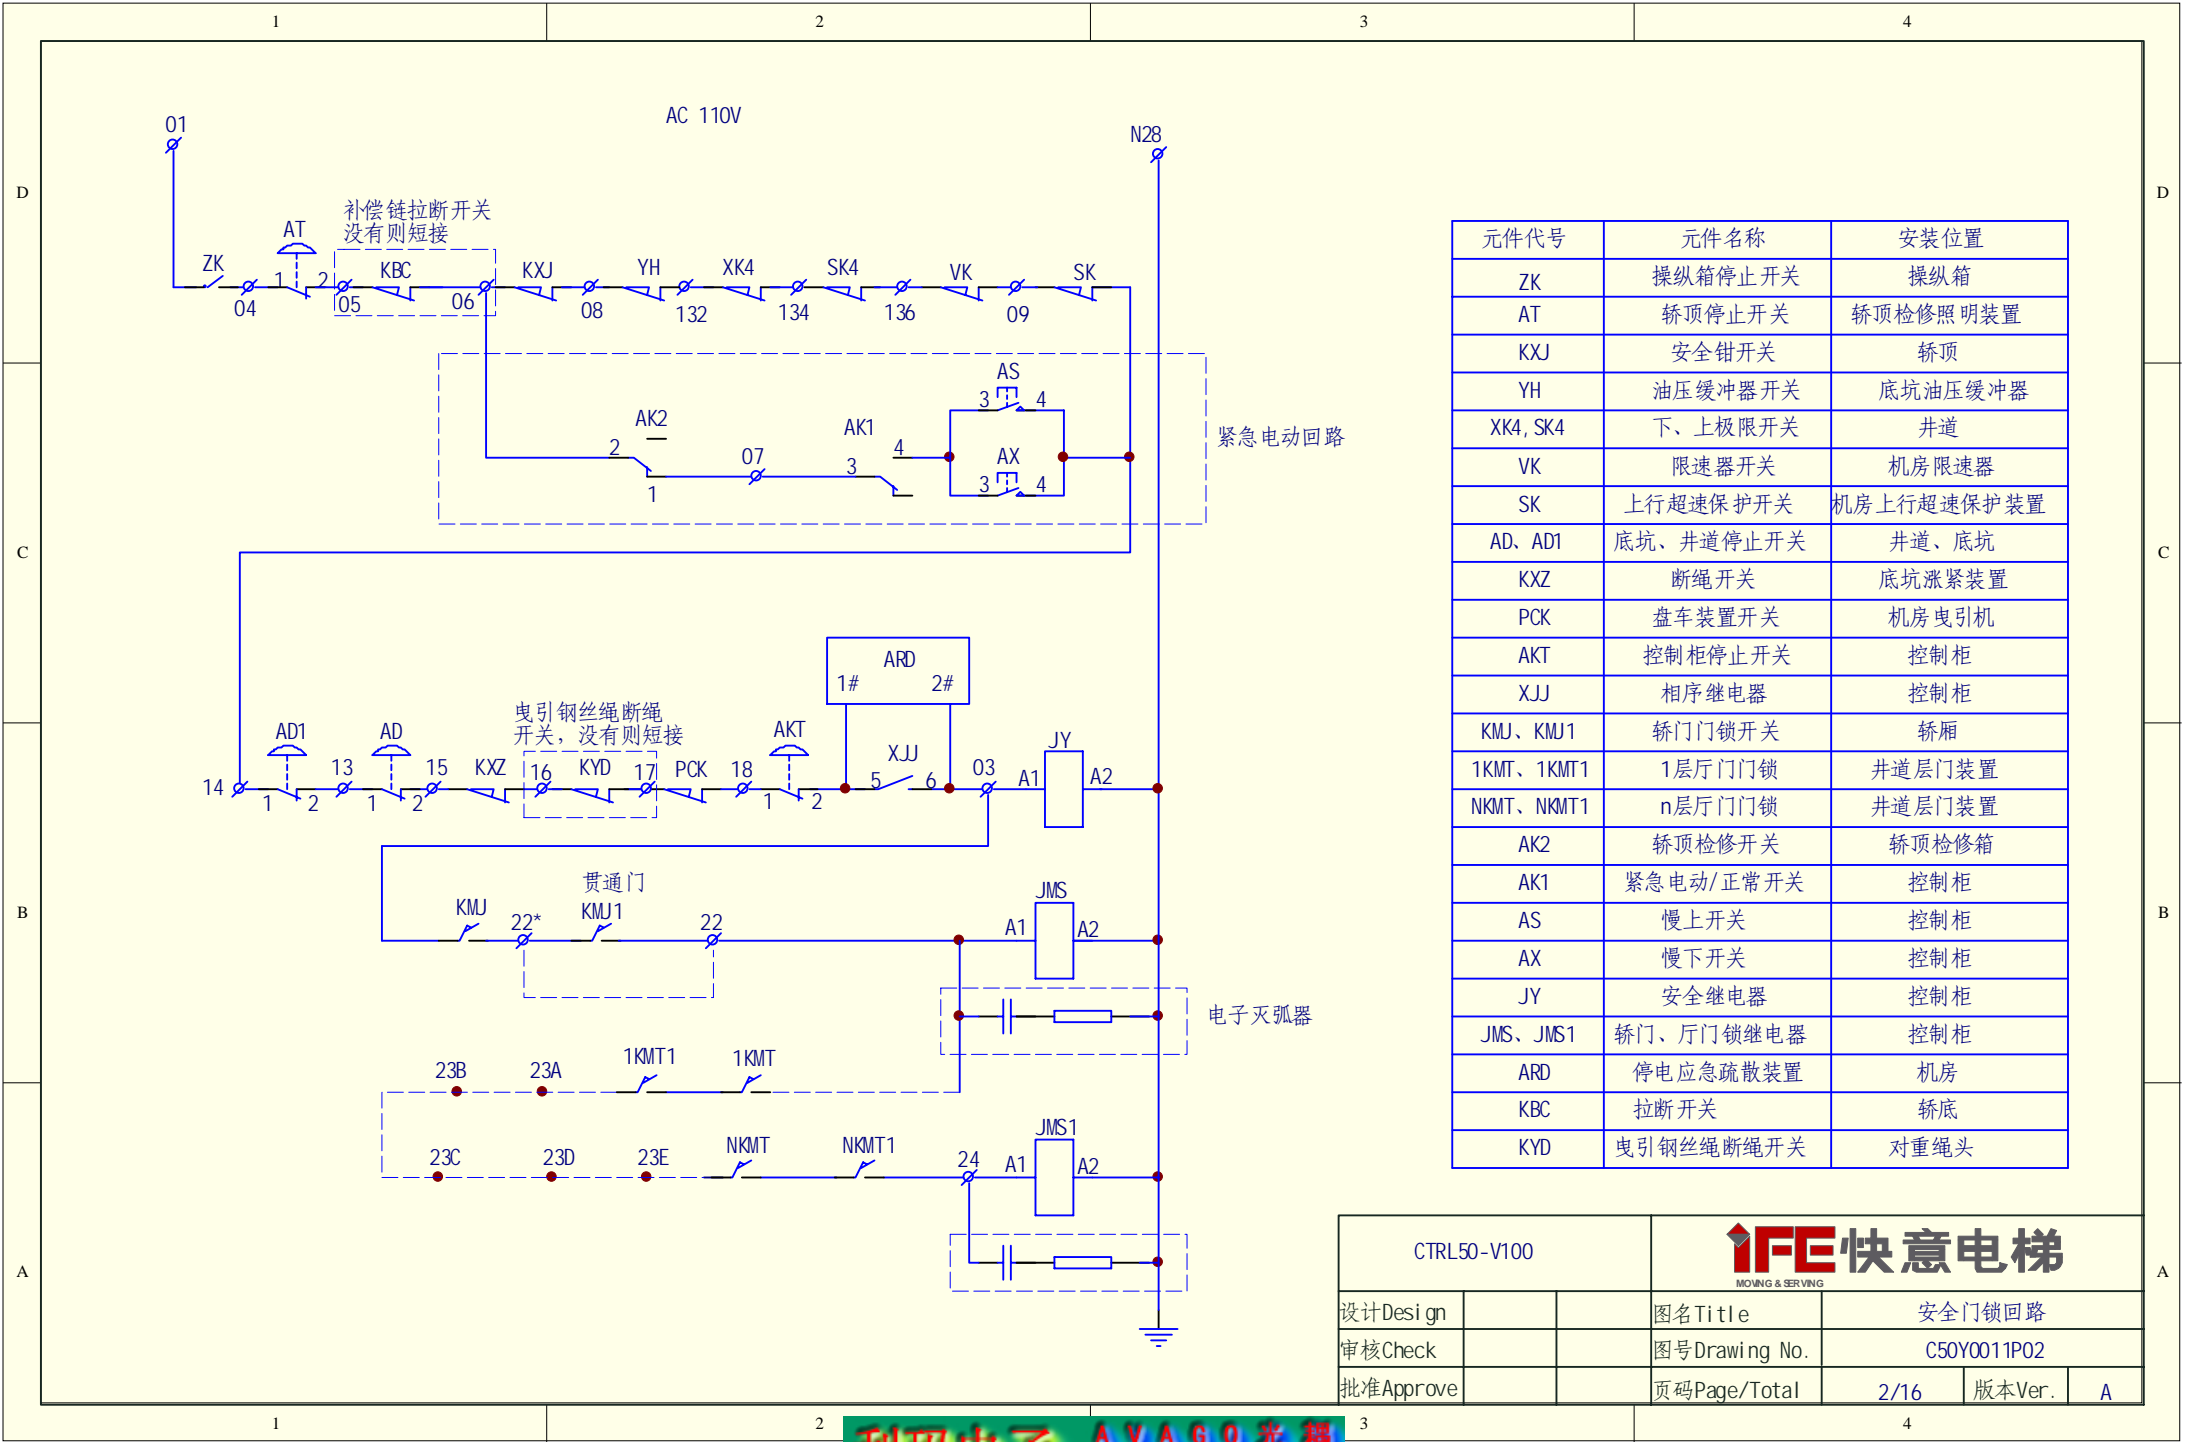 1 2 3 4
D D
C C
B B
A A
AC 110V
01
N28
补偿链拉断开关
没有则短接
AT
ZK 1 2 KBC KXJ YH XK4 SK4 VK SK
04 05 06 08 132 134 136 09
AS
3 4
AK2
2
1
07
AK1
4
3
AX
3 4
紧急电动回路
ARD
1# 2#
曳引钢丝绳断绳
开关，没有则短接
AD1 AD AKT JY
14 1 2 13 1 2 15 KXZ 16 KYD 17 PCK 18 1 2 XJJ 5 6 03 A1 A2
贯通门
KMJ 22* KMJ1 22 JMS
A1 A2
电子灭弧器
23B 23A 1KMT1 1KMT
23C 23D 23E NKMT NKMT1 24 JMS1
A1 A2
元件代号 元件名称 安装位置
ZK 操纵箱停止开关 操纵箱
AT 轿顶停止开关 轿顶检修照明装置
KXJ 安全钳开关 轿顶
YH 油压缓冲器开关 底坑油压缓冲器
XK4,SK4 下、上极限开关 井道
VK 限速器开关 机房限速器
SK 上行超速保护开关 机房上行超速保护装置
AD、AD1 底坑、井道停止开关 井道、底坑
KXZ 断绳开关 底坑涨紧装置
PCK 盘车装置开关 机房曳引机
AKT 控制柜停止开关 控制柜
XJJ 相序继电器 控制柜
KMJ、KMJ1 轿门门锁开关 轿厢
1KMT、1KMT1 1层厅门门锁 井道层门装置
NKMT、NKMT1 n层厅门门锁 井道层门装置
AK2 轿顶检修开关 轿顶检修箱
AK1 紧急电动/正常开关 控制柜
AS 慢上开关 控制柜
AX 慢下开关 控制柜
JY 安全继电器 控制柜
JMS、JMS1 轿门、厅门锁继电器 控制柜
ARD 停电应急疏散装置 机房
KBC 拉断开关 轿底
KYD 曳引钢丝绳断绳开关 对重绳头
CTRL50-V100
iFE快意电梯
MOVING & SERVING
设计Design 图名Title 安全门锁回路
审核Check 图号Drawing No. C50Y0011P02
批准Approve 页码Page/Total 2/16 版本Ver. A
1 2 3 4
AVAGO光耦